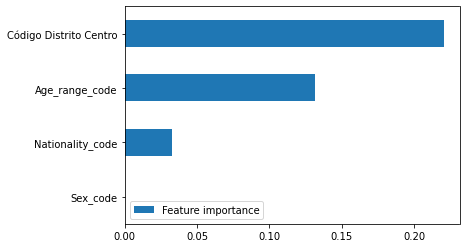 Código Distrito Centro
Age_range_code
Nationality_code
Sex_code
Feature importance
0.00 0.05 0.10 0.15 0.20